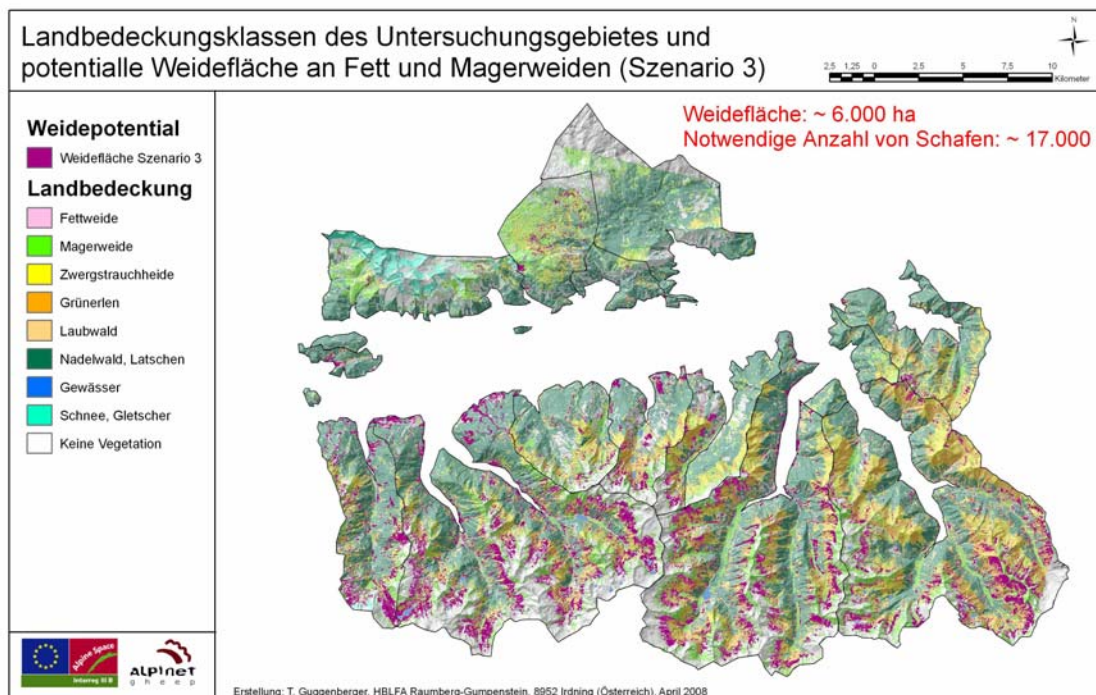 Landbedeckungsklassen des Untersuchungsgebietes und
potentialle Weidefläche an Fett und Magerweiden (Szenario 3)
N
2,5 1,25 0 2,5 5 7,5 10
Kilometer
Weidefläche: ~ 6.000 ha
Notwendige Anzahl von Schafen: ~ 17.000
Weidepotential
Weidefläche Szenario 3
Landbedeckung
Fettweide
Magerweide
Zwergstrauchheide
Grünerlen
Laubwald
Nadelwald, Latschen
Gewässer
Schnee, Gletscher
Keine Vegetation
Alpine Space
Interreg III B
ALPINET
gheep
Erstellung: T. Guggenberger, HBLFA Raumberg-Gumpenstein, 8952 Irdning (Österreich), April 2008